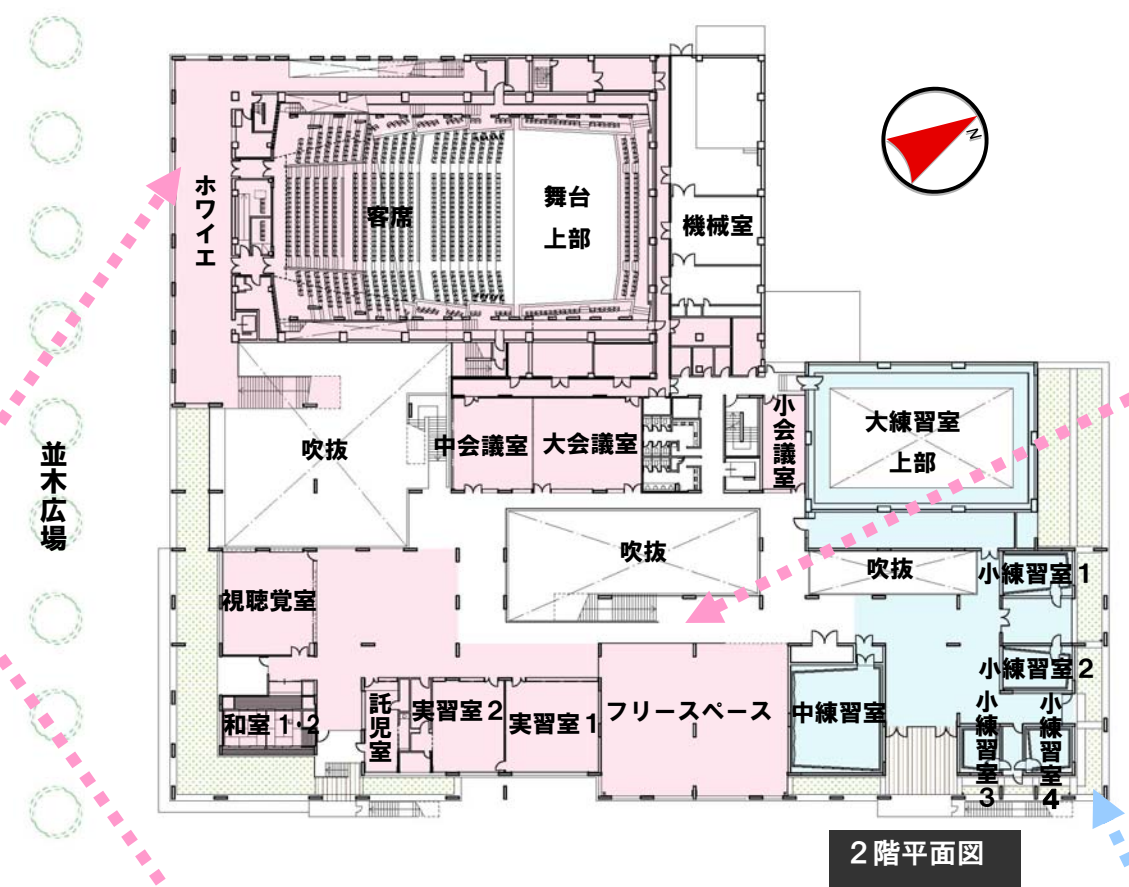 ホワイエ
客席
舞台
上部
機械室
N
並木広場
吹抜
中会議室
大会議室
小会議室
大練習室
上部
吹抜
吹抜
小練習室1
視聴覚室
小練習室2
和室1・2
託児室
実習室2
実習室1
フリースペース
中練習室
小練習室3
小練習室4
2階平面図